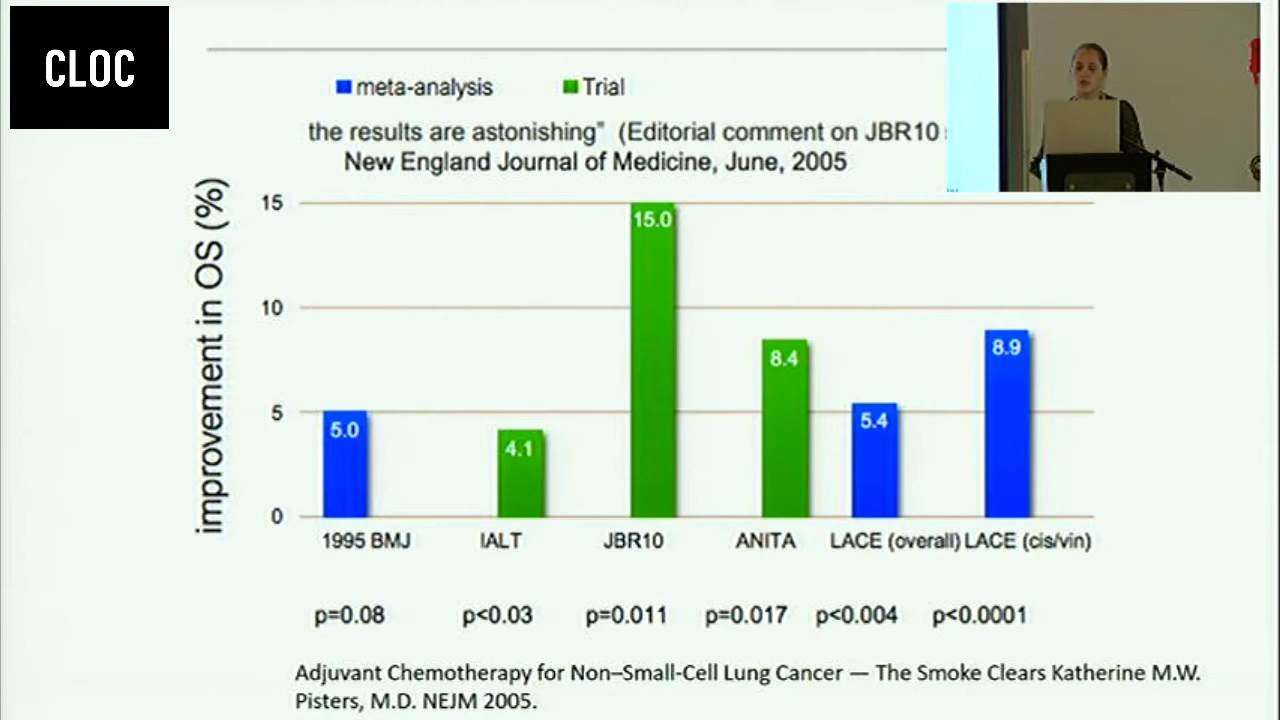 CLOC
meta-analysis Trial
the results are astonishing" (Editorial comment on JBR10
New England Journal of Medicine, June, 2005
improvement in OS (%)
15
10
5
0
5.0
4.1
15.0
8.4
5.4
8.9
1995 BMJ IALT JBR10 ANITA LACE (overall) LACE (cis/vin)
p=0.08 p<0.03 p=0.011 p=0.017 p<0.004 p<0.0001
Adjuvant Chemotherapy for Non–Small-Cell Lung Cancer — The Smoke Clears Katherine M.W.
Pisters, M.D. NEJM 2005.